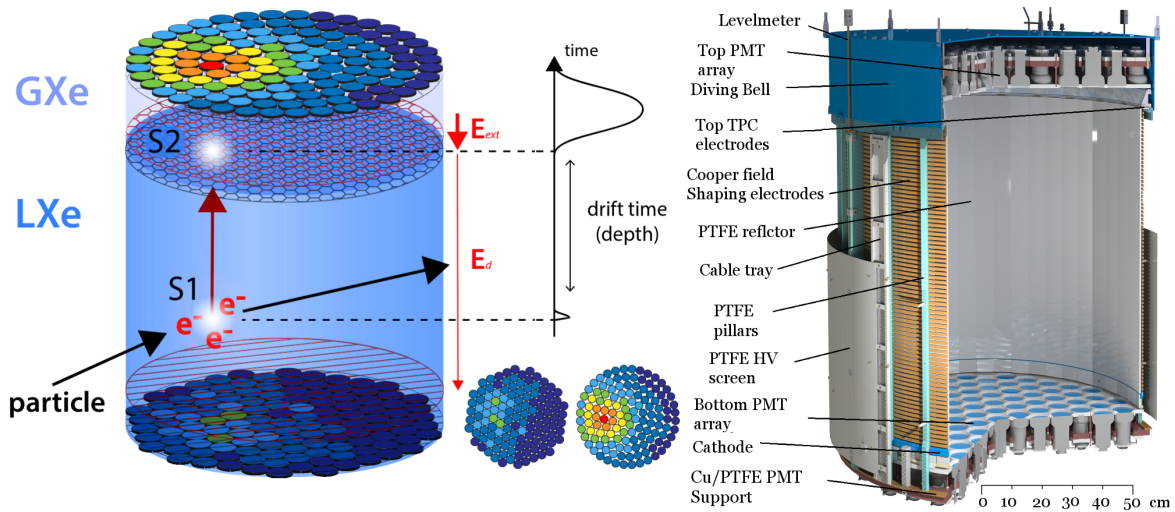 GXe
S2
LXe
S1
e-
e-
e-
particle
E ext
E d
time
drift time
(depth)
Levelmeter
Top PMT
array
Diving Bell
Top TPC
electrodes
Cooper field
Shaping electrodes
PTFE reflctor
Cable tray
PTFE
pillars
PTFE HV
screen
Bottom PMT
array
Cathode
Cu/PTFE PMT
Support
0 10 20 30 40 50 cm